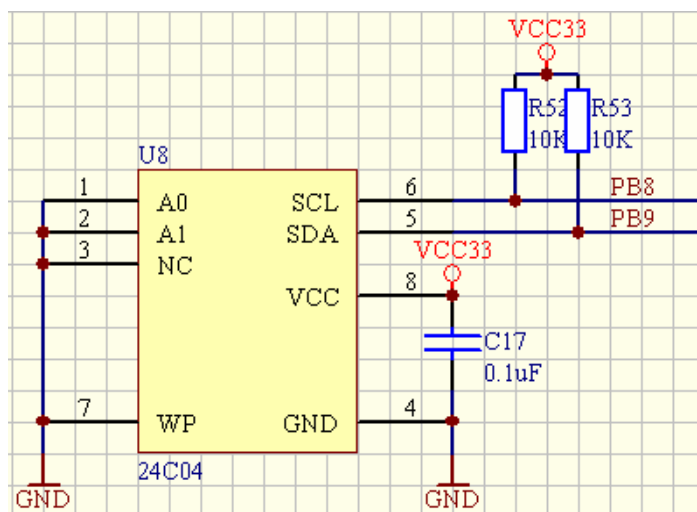 VCC33
R52
R53
10K
10K
U8
1
A0
SCL
6
PB8
2
A1
SDA
5
PB9
3
NC
VCC33
VCC
8
C17
0.1uF
7
WP
GND
4
24C04
GND
GND